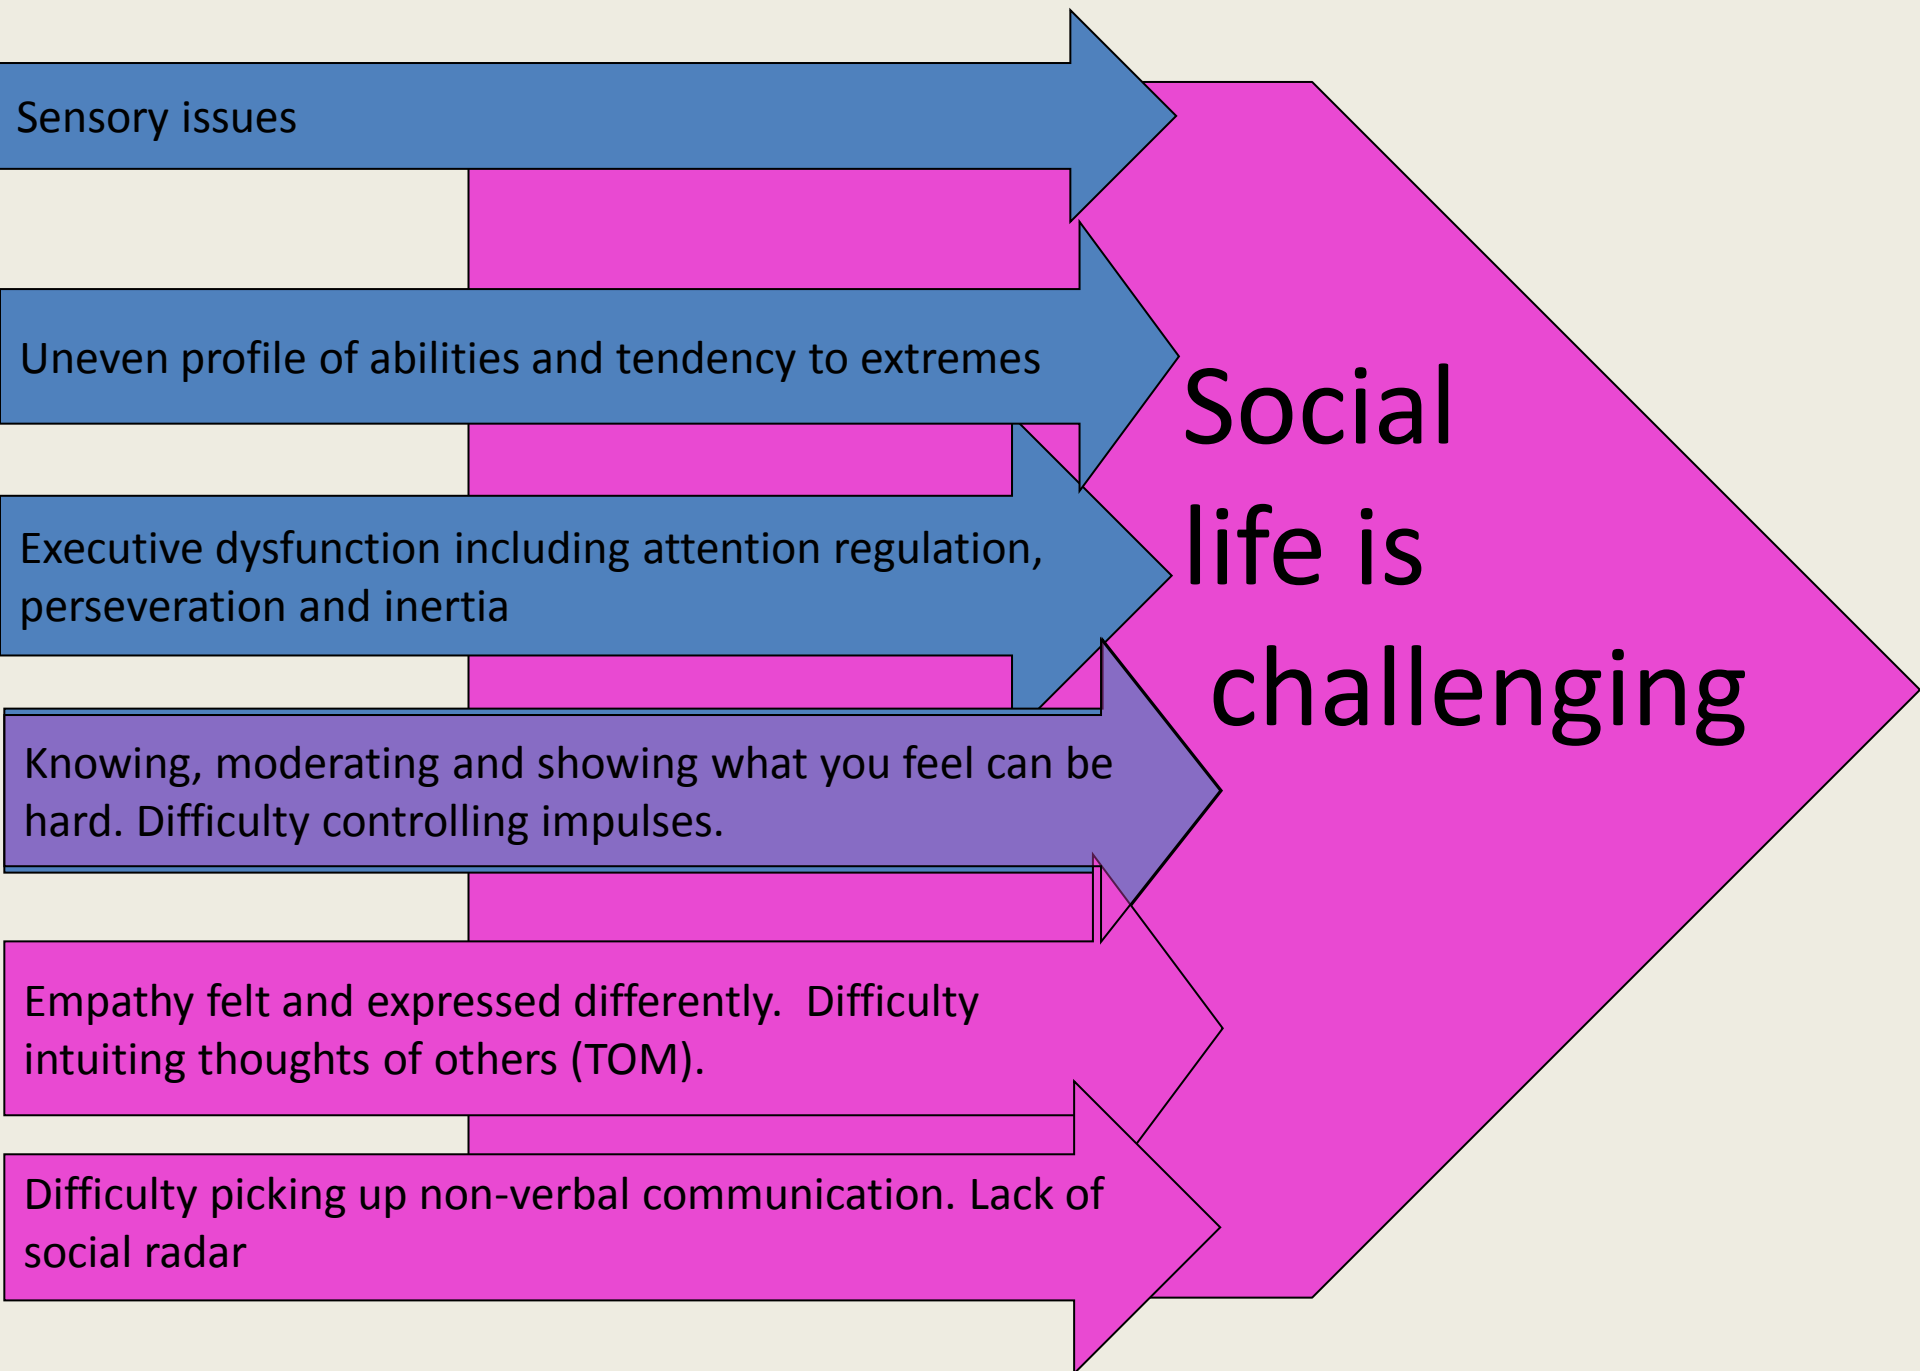 Sensory issues
Uneven profile of abilities and tendency to extremes
Executive dysfunction including attention regulation,
perseveration and inertia
Knowing, moderating and showing what you feel can be
hard. Difficulty controlling impulses.
Empathy felt and expressed differently.  Difficulty
intuiting thoughts of others (TOM).
Difficulty picking up non-verbal communication. Lack of
social radar
Social
life is
challenging